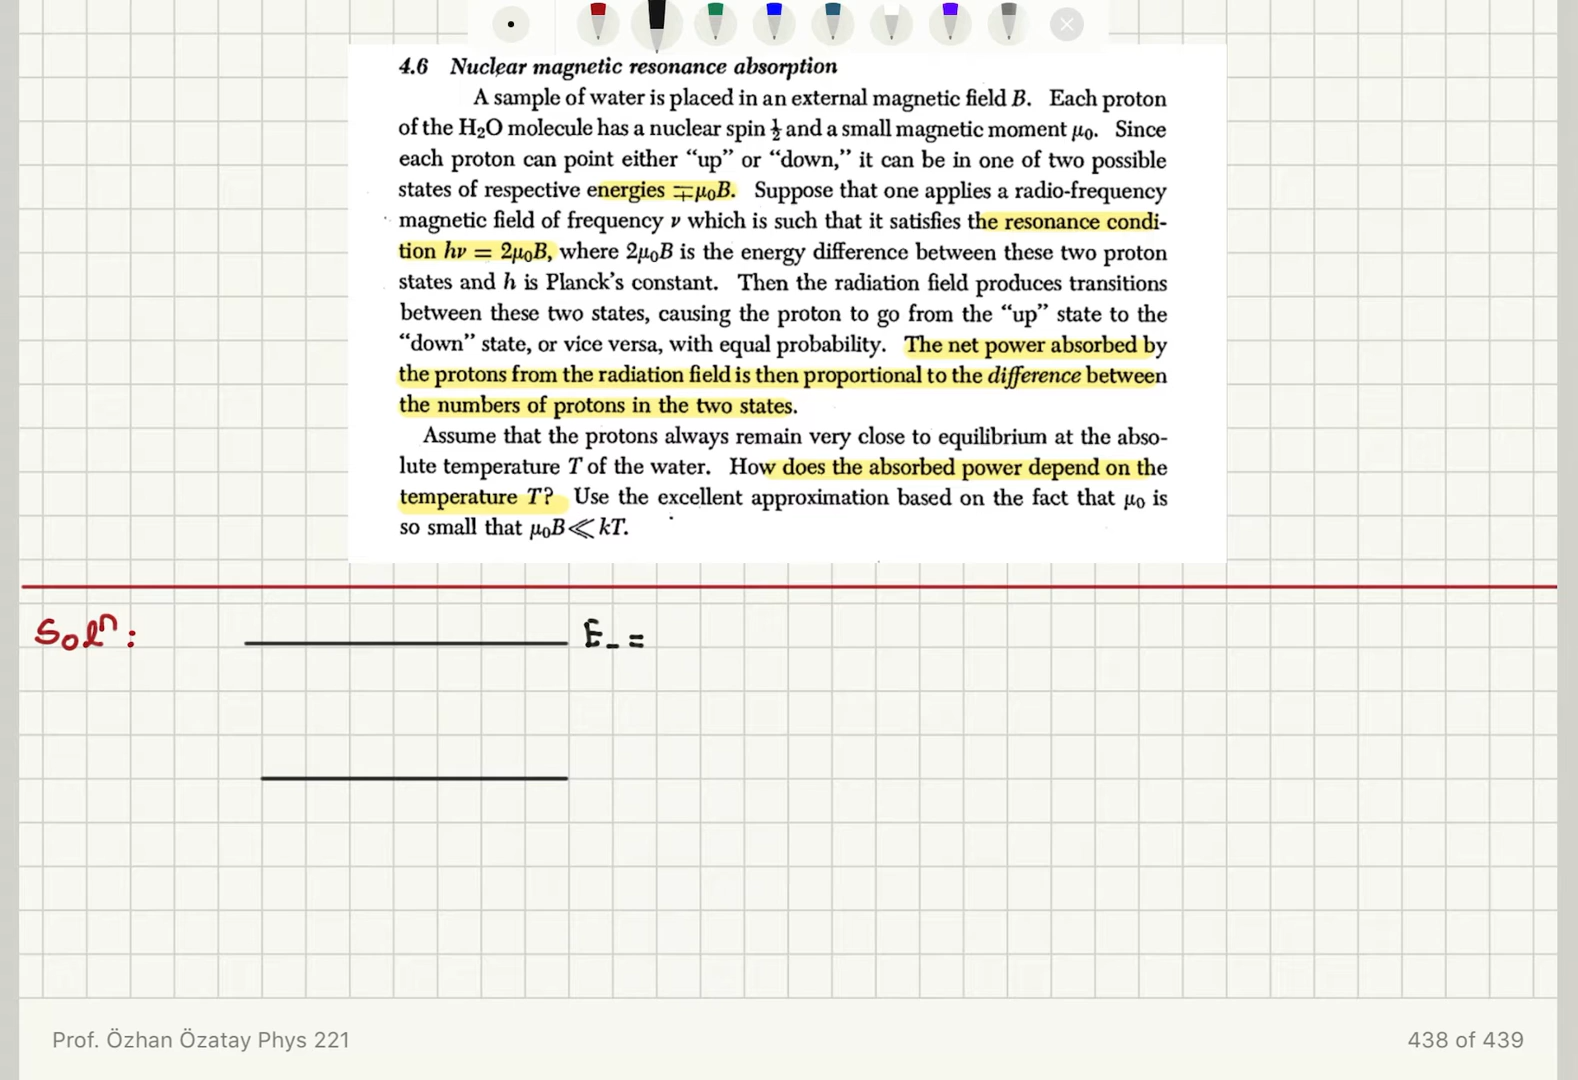 4.6 Nuclear magnetic resonance absorption
A sample of water is placed in an external magnetic field B. Each proton
of the H₂O molecule has a nuclear spin ½ and a small magnetic moment μ₀. Since
each proton can point either “up” or “down,” it can be in one of two possible
states of respective energies ∓μ₀B. Suppose that one applies a radio-frequency
magnetic field of frequency ν which is such that it satisfies the resonance condi-
tion hν = 2μ₀B, where 2μ₀B is the energy difference between these two proton
states and h is Planck’s constant. Then the radiation field produces transitions
between these two states, causing the proton to go from the “up” state to the
“down” state, or vice versa, with equal probability. The net power absorbed by
the protons from the radiation field is then proportional to the difference between
the numbers of protons in the two states.
Assume that the protons always remain very close to equilibrium at the abso-
lute temperature T of the water. How does the absorbed power depend on the
temperature T? Use the excellent approximation based on the fact that μ₀ is
so small that μ₀B ≪ kT.
Solⁿ: E₋ =
Prof. Özhan Özatay Phys 221
438 of 439